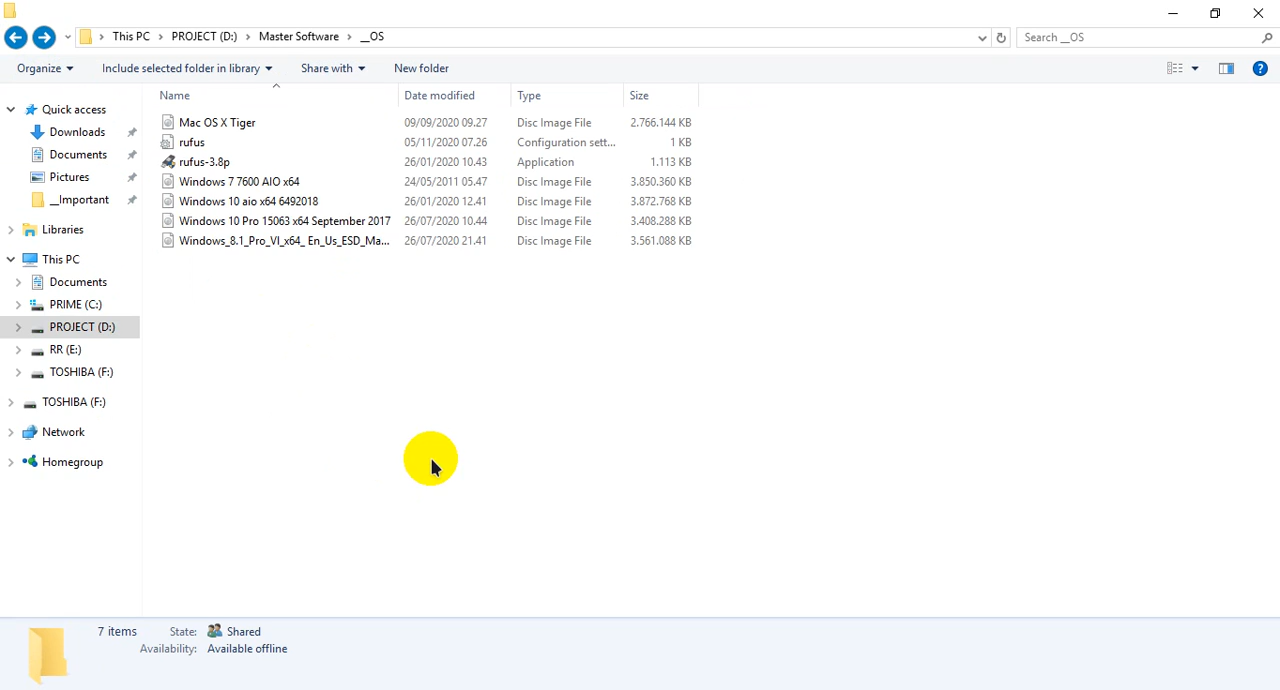 This PC > PROJECT (D:) > Master Software > __OS
Search __OS
Organize
Include selected folder in library
Share with
New folder
Name Date modified Type Size
Quick access
Downloads
Documents
Pictures
__Important
Libraries
This PC
Documents
PRIME (C:)
PROJECT (D:)
RR (E:)
TOSHIBA (F:)
TOSHIBA (F:)
Network
Homegroup
Mac OS X Tiger 09/09/2020 09.27 Disc Image File 2.766.144 KB
rufus 05/11/2020 07.26 Configuration sett... 1 KB
rufus-3.8p 26/01/2020 10.43 Application 1.113 KB
Windows 7 7600 AIO x64 24/05/2011 05.47 Disc Image File 3.850.360 KB
Windows 10 aio x64 6492018 26/01/2020 12.41 Disc Image File 3.872.768 KB
Windows 10 Pro 15063 x64 September 2017 26/07/2020 10.44 Disc Image File 3.408.288 KB
Windows_8.1_Pro_Vl_x64_ En_Us_ESD_Ma... 26/07/2020 21.41 Disc Image File 3.561.088 KB
7 items State: Shared
Availability: Available offline